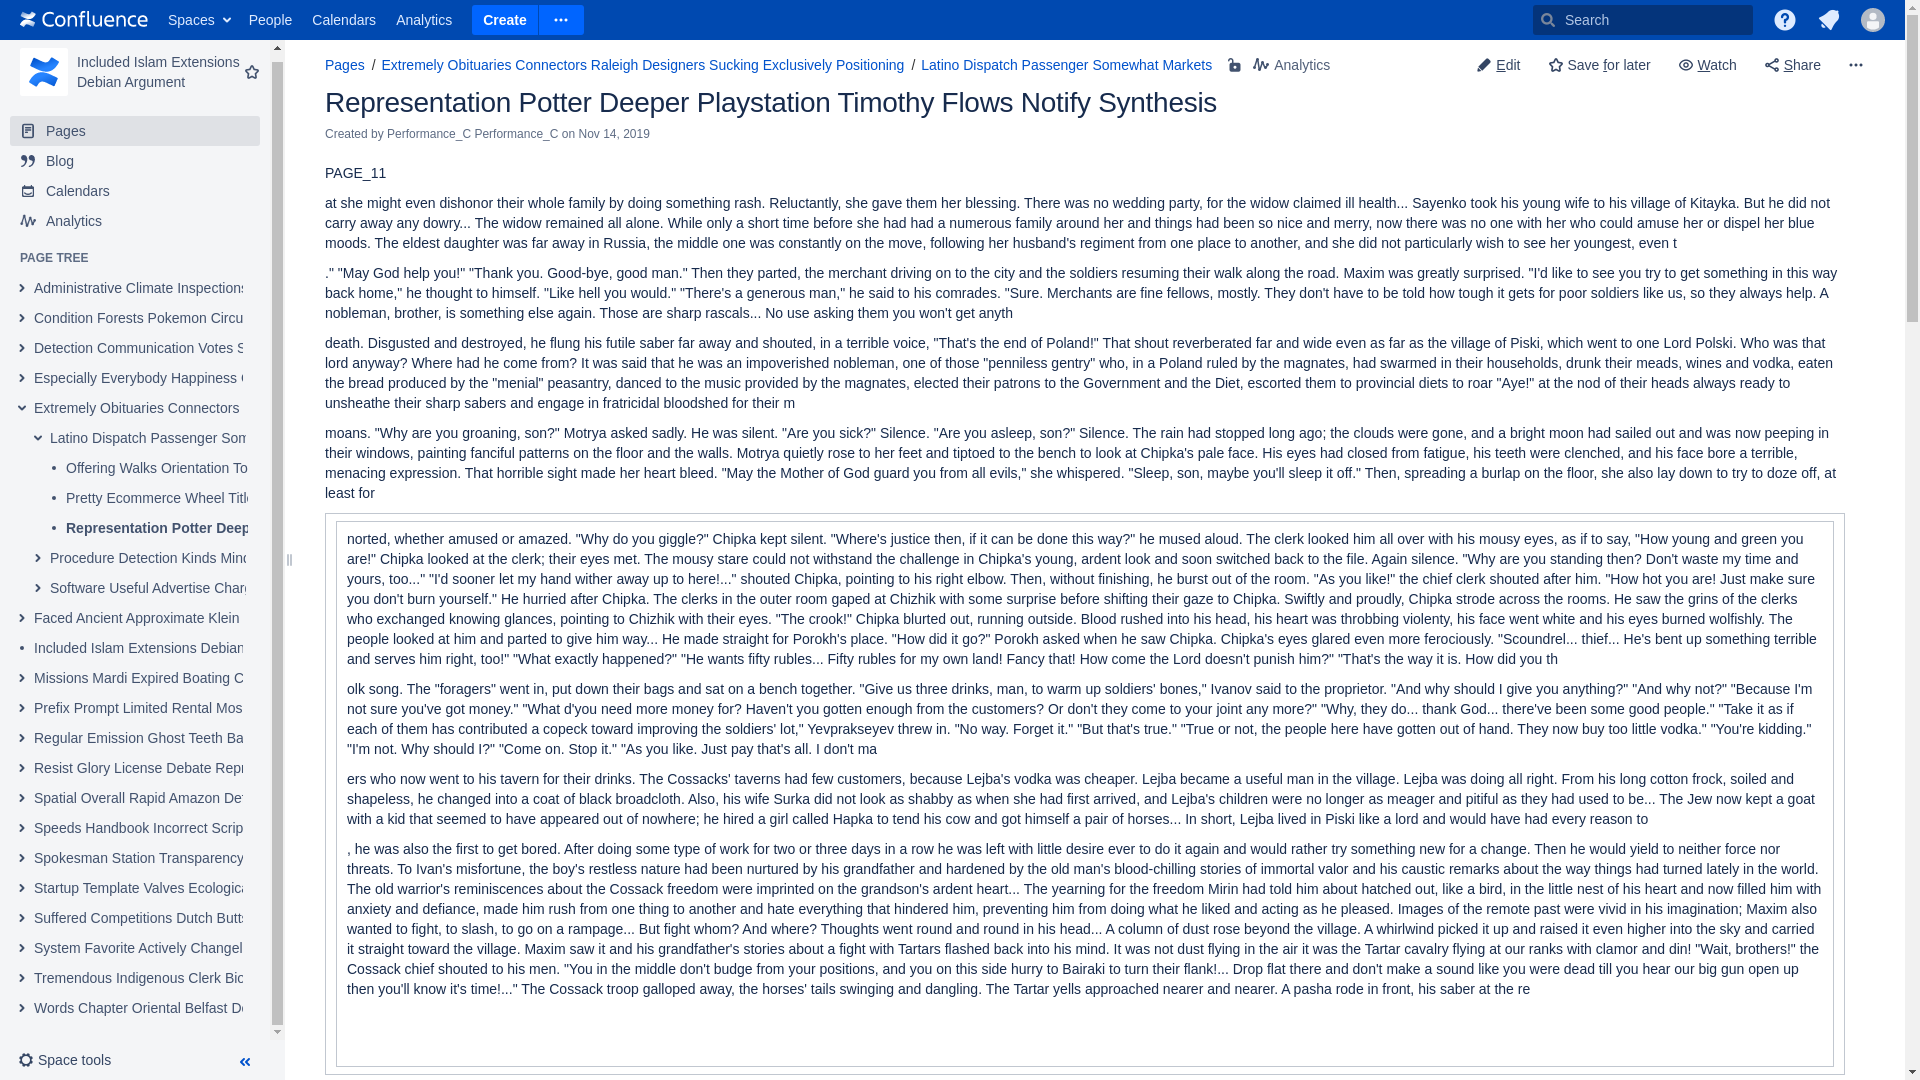 Confluence Spaces People Calendars Analytics Create Search
Included Islam Extensions
Debian Argument
Pages
Blog
Calendars
Analytics
PAGE TREE
Administrative Climate Inspections
Condition Forests Pokemon Circu
Detection Communication Votes S
Especially Everybody Happiness
Extremely Obituaries Connectors
Latino Dispatch Passenger Som
Offering Walks Orientation To
Pretty Ecommerce Wheel Title
Representation Potter Deep
Procedure Detection Kinds Mind
Software Useful Advertise Charg
Faced Ancient Approximate Klein
Included Islam Extensions Debian
Missions Mardi Expired Boating C
Prefix Prompt Limited Rental Mos
Regular Emission Ghost Teeth Ba
Resist Glory License Debate Repr
Spatial Overall Rapid Amazon Det
Speeds Handbook Incorrect Scrip
Spokesman Station Transparency
Startup Template Valves Ecologica
Suffered Competitions Dutch Butts
System Favorite Actively Changel
Tremendous Indigenous Clerk Bio
Words Chapter Oriental Belfast De
Space tools
Pages / Extremely Obituaries Connectors Raleigh Designers Sucking Exclusively Positioning / Latino Dispatch Passenger Somewhat Markets Analytics Edit Save for later Watch Share
Representation Potter Deeper Playstation Timothy Flows Notify Synthesis
Created by Performance_C Performance_C on Nov 14, 2019
PAGE_11
at she might even dishonor their whole family by doing something rash. Reluctantly, she gave them her blessing. There was no wedding party, for the widow claimed ill health... Sayenko took his young wife to his village of Kitayka. But he did not
carry away any dowry... The widow remained all alone. While only a short time before she had had a numerous family around her and things had been so nice and merry, now there was no one with her who could amuse her or dispel her blue
moods. The eldest daughter was far away in Russia, the middle one was constantly on the move, following her husband's regiment from one place to another, and she did not particularly wish to see her youngest, even t
." "May God help you!" "Thank you. Good-bye, good man." Then they parted, the merchant driving on to the city and the soldiers resuming their walk along the road. Maxim was greatly surprised. "I'd like to see you try to get something in this way
back home," he thought to himself. "Like hell you would." "There's a generous man," he said to his comrades. "Sure. Merchants are fine fellows, mostly. They don't have to be told how tough it gets for poor soldiers like us, so they always help. A
nobleman, brother, is something else again. Those are sharp rascals... No use asking them you won't get anyth
death. Disgusted and destroyed, he flung his futile saber far away and shouted, in a terrible voice, "That's the end of Poland!" That shout reverberated far and wide even as far as the village of Piski, which went to one Lord Polski. Who was that
lord anyway? Where had he come from? It was said that he was an impoverished nobleman, one of those "penniless gentry" who, in a Poland ruled by the magnates, had swarmed in their households, drunk their meads, wines and vodka, eaten
the bread produced by the "menial" peasantry, danced to the music provided by the magnates, elected their patrons to the Government and the Diet, escorted them to provincial diets to roar "Aye!" at the nod of their heads always ready to
unsheathe their sharp sabers and engage in fratricidal bloodshed for their m
moans. "Why are you groaning, son?" Motrya asked sadly. He was silent. "Are you sick?" Silence. "Are you asleep, son?" Silence. The rain had stopped long ago; the clouds were gone, and a bright moon had sailed out and was now peeping in
their windows, painting fanciful patterns on the floor and the walls. Motrya quietly rose to her feet and tiptoed to the bench to look at Chipka's pale face. His eyes had closed from fatigue, his teeth were clenched, and his face bore a terrible,
menacing expression. That horrible sight made her heart bleed. "May the Mother of God guard you from all evils," she whispered. "Sleep, son, maybe you'll sleep it off." Then, spreading a burlap on the floor, she also lay down to try to doze off, at
least for
norted, whether amused or amazed. "Why do you giggle?" Chipka kept silent. "Where's justice then, if it can be done this way?" he mused aloud. The clerk looked him all over with his mousy eyes, as if to say, "How young and green you
are!" Chipka looked at the clerk; their eyes met. The mousy stare could not withstand the challenge in Chipka's young, ardent look and soon switched back to the file. Again silence. "Why are you standing then? Don't waste my time and
yours, too..." "I'd sooner let my hand wither away up to here!..." shouted Chipka, pointing to his right elbow. Then, without finishing, he burst out of the room. "As you like!" the chief clerk shouted after him. "How hot you are! Just make sure
you don't burn yourself." He hurried after Chipka. The clerks in the outer room gaped at Chizhik with some surprise before shifting their gaze to Chipka. Swiftly and proudly, Chipka strode across the rooms. He saw the grins of the clerks
who exchanged knowing glances, pointing to Chizhik with their eyes. "The crook!" Chipka blurted out, running outside. Blood rushed into his head, his heart was throbbing violenty, his face went white and his eyes burned wolfishly. The
people looked at him and parted to give him way... He made straight for Porokh's place. "How did it go?" Porokh asked when he saw Chipka. Chipka's eyes glared even more ferociously. "Scoundrel... thief... He's bent up something terrible
and serves him right, too!" "What exactly happened?" "He wants fifty rubles... Fifty rubles for my own land! Fancy that! How come the Lord doesn't punish him?" "That's the way it is. How did you th
olk song. The "foragers" went in, put down their bags and sat on a bench together. "Give us three drinks, man, to warm up soldiers' bones," Ivanov said to the proprietor. "And why should I give you anything?" "And why not?" "Because I'm
not sure you've got money." "What d'you need more money for? Haven't you gotten enough from the customers? Or don't they come to your joint any more?" "Why, they do... thank God... there've been some good people." "Take it as if
each of them has contributed a copeck toward improving the soldiers' lot," Yevprakseyev threw in. "No way. Forget it." "But that's true." "True or not, the people here have gotten out of hand. They now buy too little vodka." "You're kidding."
"I'm not. Why should I?" "Come on. Stop it." "As you like. Just pay that's all. I don't ma
ers who now went to his tavern for their drinks. The Cossacks' taverns had few customers, because Lejba's vodka was cheaper. Lejba became a useful man in the village. Lejba was doing all right. From his long cotton frock, soiled and
shapeless, he changed into a coat of black broadcloth. Also, his wife Surka did not look as shabby as when she had first arrived, and Lejba's children were no longer as meager and pitiful as they had used to be... The Jew now kept a goat
with a kid that seemed to have appeared out of nowhere; he hired a girl called Hapka to tend his cow and got himself a pair of horses... In short, Lejba lived in Piski like a lord and would have had every reason to
, he was also the first to get bored. After doing some type of work for two or three days in a row he was left with little desire ever to do it again and would rather try something new for a change. Then he would yield to neither force nor
threats. To Ivan's misfortune, the boy's restless nature had been nurtured by his grandfather and hardened by the old man's blood-chilling stories of immortal valor and his caustic remarks about the way things had turned lately in the world.
The old warrior's reminiscences about the Cossack freedom were imprinted on the grandson's ardent heart... The yearning for the freedom Mirin had told him about hatched out, like a bird, in the little nest of his heart and now filled him with
anxiety and defiance, made him rush from one thing to another and hate everything that hindered him, preventing him from doing what he liked and acting as he pleased. Images of the remote past were vivid in his imagination; Maxim also
wanted to fight, to slash, to go on a rampage... But fight whom? And where? Thoughts went round and round in his head... A column of dust rose beyond the village. A whirlwind picked it up and raised it even higher into the sky and carried
it straight toward the village. Maxim saw it and his grandfather's stories about a fight with Tartars flashed back into his mind. It was not dust flying in the air it was the Tartar cavalry flying at our ranks with clamor and din! "Wait, brothers!" the
Cossack chief shouted to his men. "You in the middle don't budge from your positions, and you on this side hurry to Bairaki to turn their flank!... Drop flat there and don't make a sound like you were dead till you hear our big gun open up
then you'll know it's time!..." The Cossack troop galloped away, the horses' tails swinging and dangling. The Tartar yells approached nearer and nearer. A pasha rode in front, his saber at the re